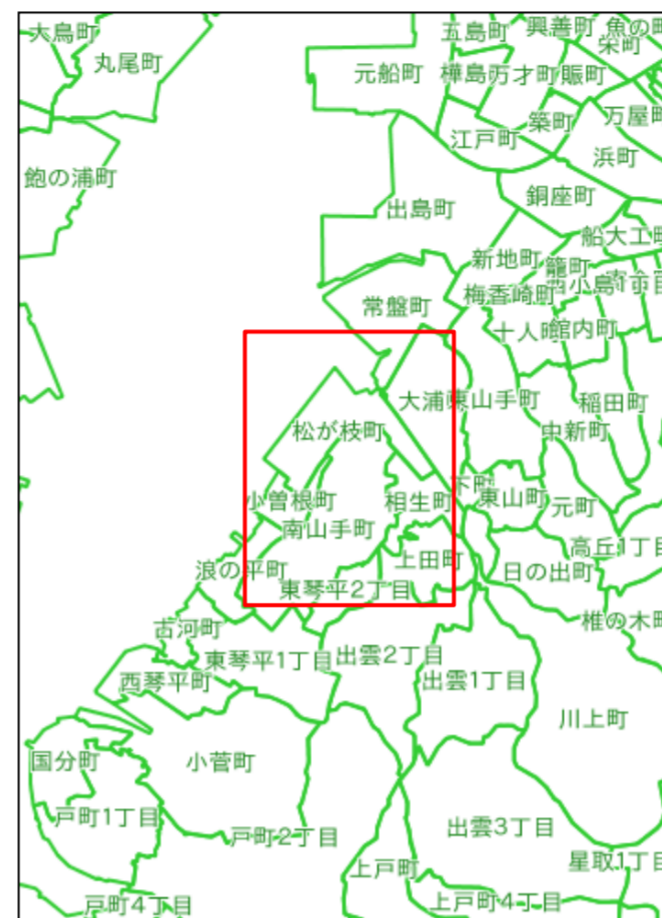 大鳥町
五島町
興善町
魚の町
栄町
丸尾町
元船町
樺島町
万才町
賑町
築町
万屋町
江戸町
浜町
飽の浦町
銅座町
出島町
船大工町
新地町
籠町
梅香崎町
西小島1丁目
常盤町
十人町
館内町
大浦町
東山手町
稲田町
松が枝町
中新町
下町
小曽根町
相生町
東山町
元町
南山手町
高丘1丁目
上田町
浪の平町
日の出町
東琴平2丁目
椎の木町
古河町
東琴平1丁目
出雲2丁目
西琴平町
出雲1丁目
川上町
国分町
小菅町
戸町1丁目
戸町2丁目
出雲3丁目
星取1丁目
上戸町
戸町4丁目
上戸町4丁目